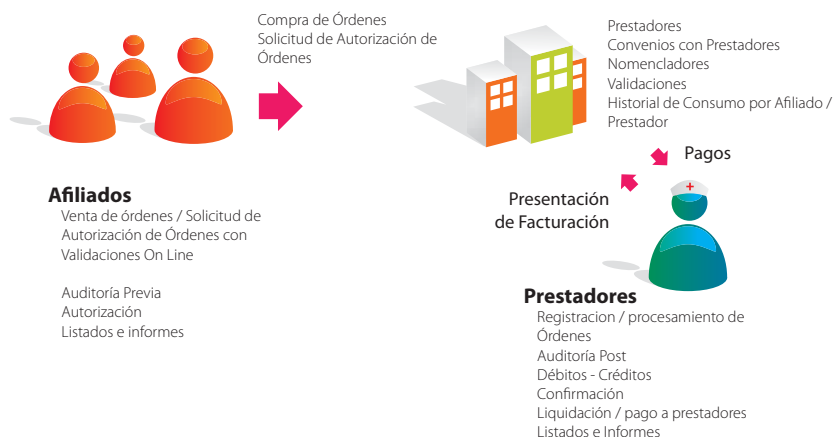 Compra de Órdenes
Solicitud de Autorización de
Órdenes
Prestadores
Convenios con Prestadores
Nomencladores
Validaciones
Historial de Consumo por Afiliado /
Prestador
Pagos
Presentación
de Facturación
Afiliados
Venta de órdenes / Solicitud de
Autorización de Órdenes con
Validaciones On Line
Auditoría Previa
Autorización
Listados e informes
Prestadores
Registracion / procesamiento de
Órdenes
Auditoría Post
Débitos - Créditos
Confirmación
Liquidación / pago a prestadores
Listados e Informes